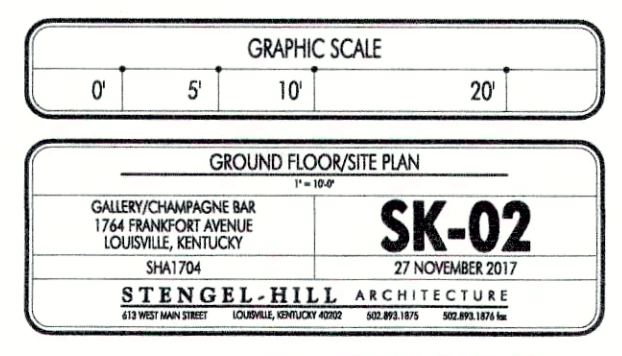 GRAPHIC SCALE
0' 5' 10' 20'
GROUND FLOOR/SITE PLAN
1" = 10'-0"
GALLERY/CHAMPAGNE BAR
1764 FRANKFORT AVENUE
LOUISVILLE, KENTUCKY
SK-02
SHA1704
27 NOVEMBER 2017
STENGEL-HILL ARCHITECTURE
613 WEST MAIN STREET LOUISVILLE, KENTUCKY 40202 502.893.1875 502.893.1876 fax